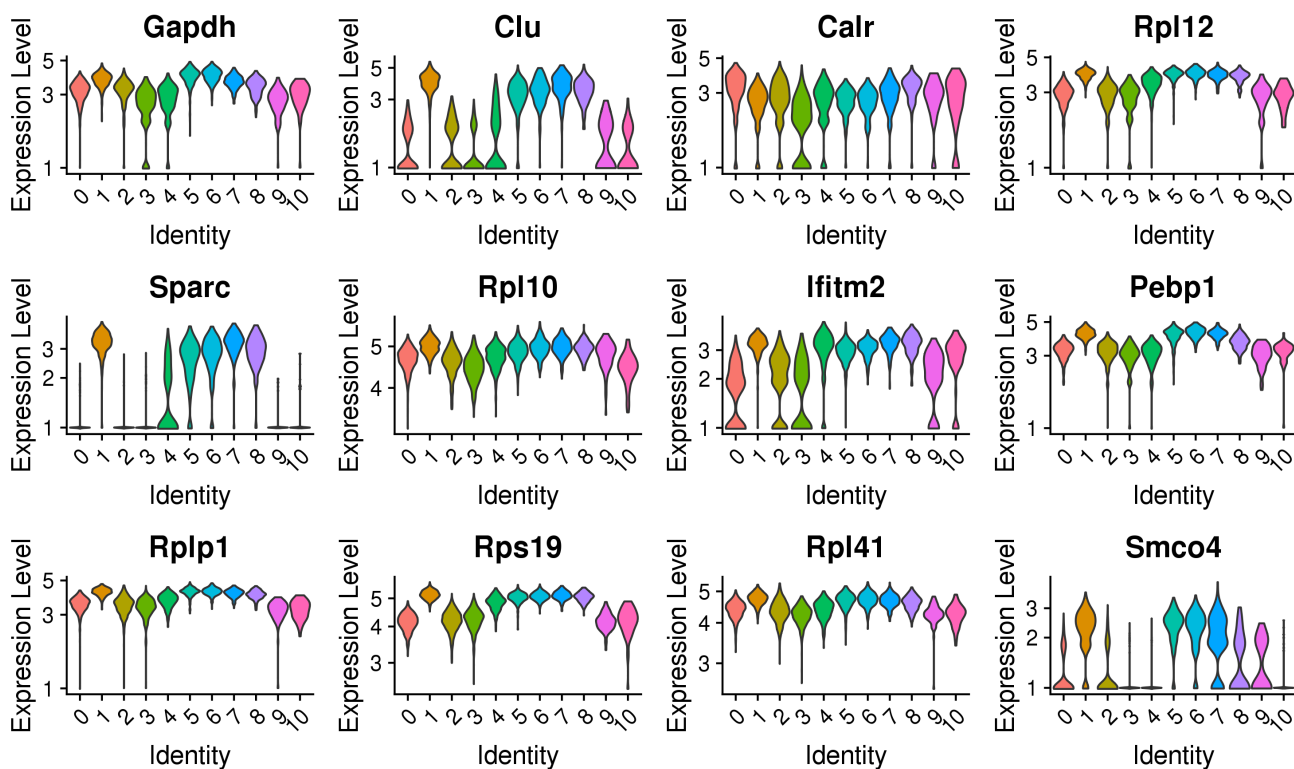 Gapdh
Clu
Calr
Rpl12
Expression Level
5
3
1
0 1 2 3 4 5 6 7 8 9 10
Identity
Expression Level
5
3
1
0 1 2 3 4 5 6 7 8 9 10
Identity
Expression Level
5
3
1
0 1 2 3 4 5 6 7 8 9 10
Identity
Expression Level
5
3
1
0 1 2 3 4 5 6 7 8 9 10
Identity
Sparc
Rpl10
Ifitm2
Pebp1
Expression Level
3
2
1
0 1 2 3 4 5 6 7 8 9 10
Identity
Expression Level
5
4
0 1 2 3 4 5 6 7 8 9 10
Identity
Expression Level
3
2
1
0 1 2 3 4 5 6 7 8 9 10
Identity
Expression Level
5
3
1
0 1 2 3 4 5 6 7 8 9 10
Identity
Rplp1
Rps19
Rpl41
Smco4
Expression Level
5
3
1
0 1 2 3 4 5 6 7 8 9 10
Identity
Expression Level
5
4
3
0 1 2 3 4 5 6 7 8 9 10
Identity
Expression Level
5
4
3
0 1 2 3 4 5 6 7 8 9 10
Identity
Expression Level
3
2
1
0 1 2 3 4 5 6 7 8 9 10
Identity